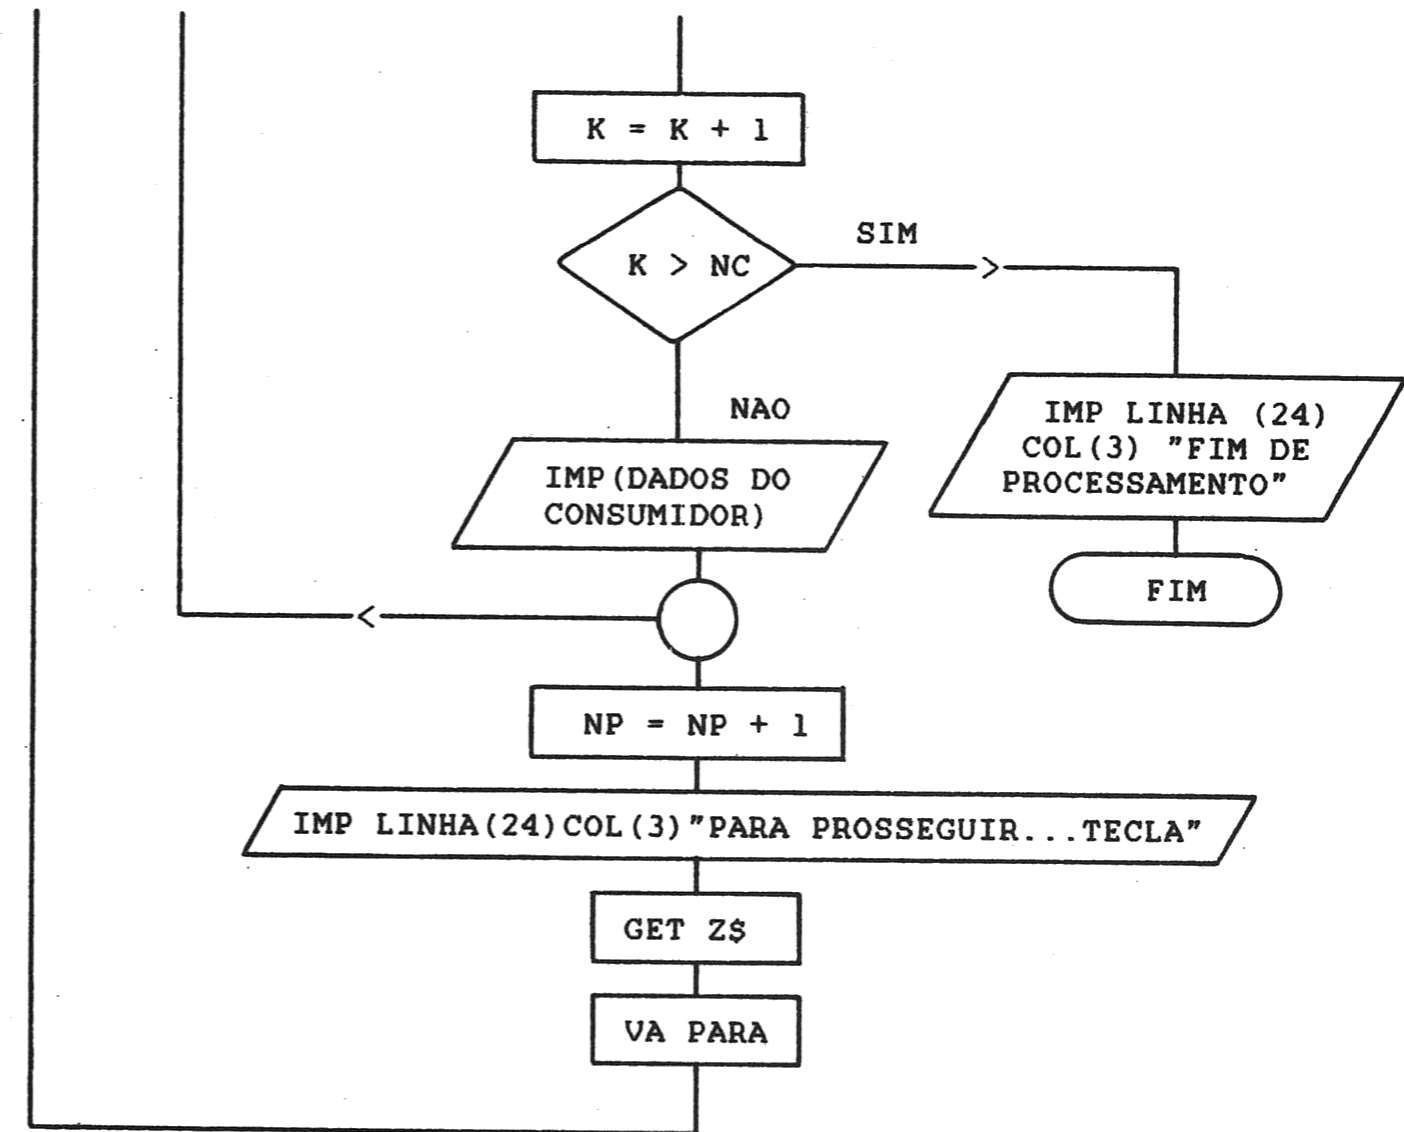 K = K + 1
SIM
K > NC
NAO
IMP LINHA (24)
COL(3) "FIM DE
PROCESSAMENTO"
IMP(DADOS DO
CONSUMIDOR)
FIM
NP = NP + 1
IMP LINHA(24)COL(3)"PARA PROSSEGUIR...TECLA"
GET Z$
VA PARA